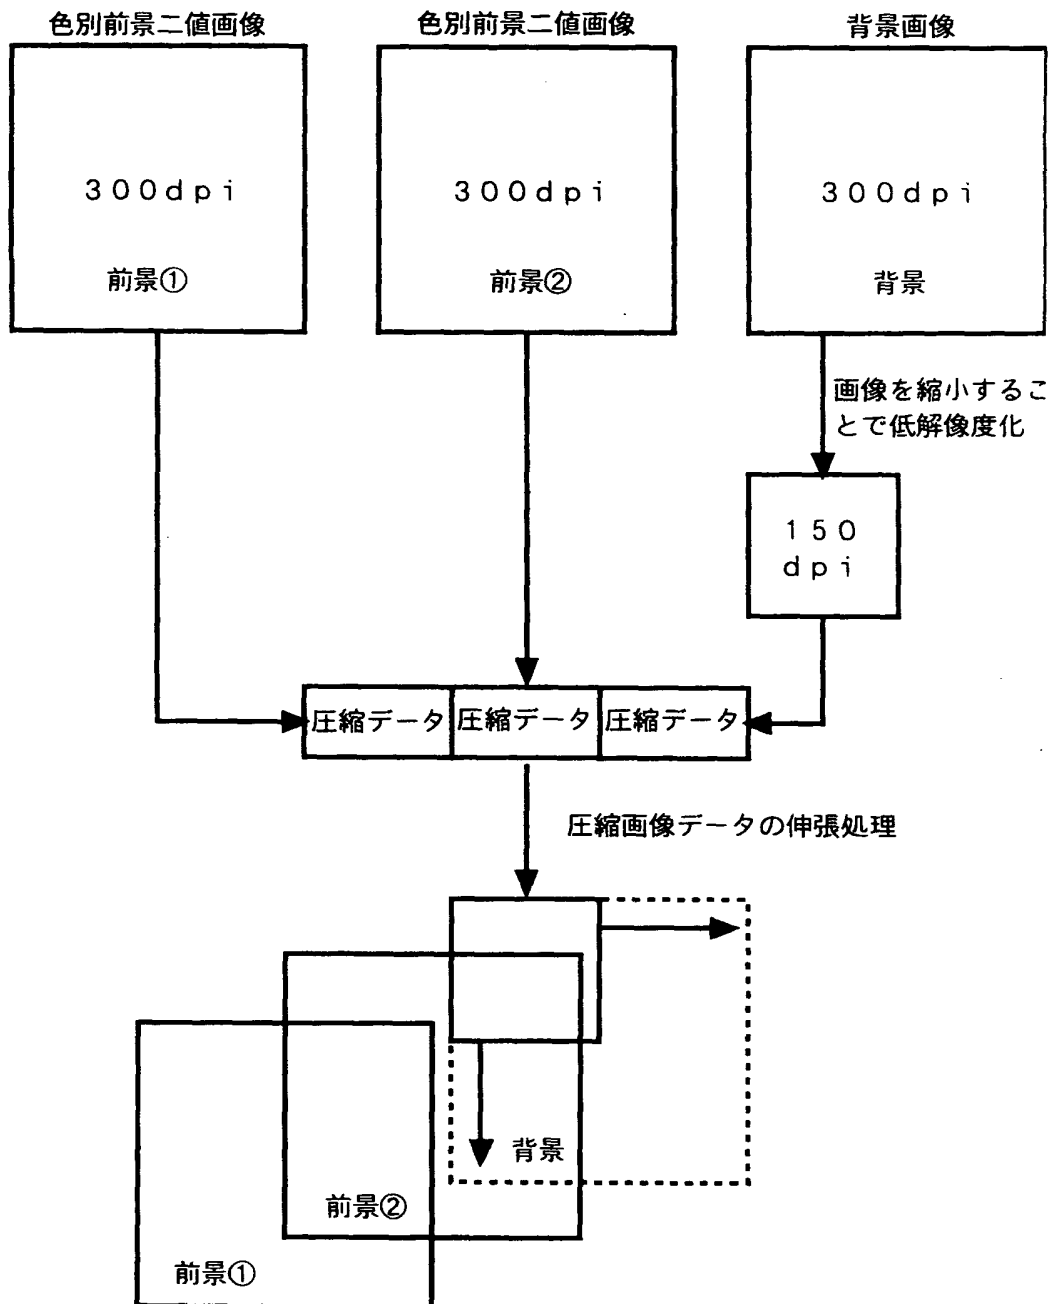 色別前景二値画像
色別前景二値画像
背景画像
300dpi
前景①
300dpi
前景②
300dpi
背景
画像を縮小するこ
とで低解像度化
150
dpi
圧縮データ
圧縮データ
圧縮データ
圧縮画像データの伸張処理
背景
前景②
前景①